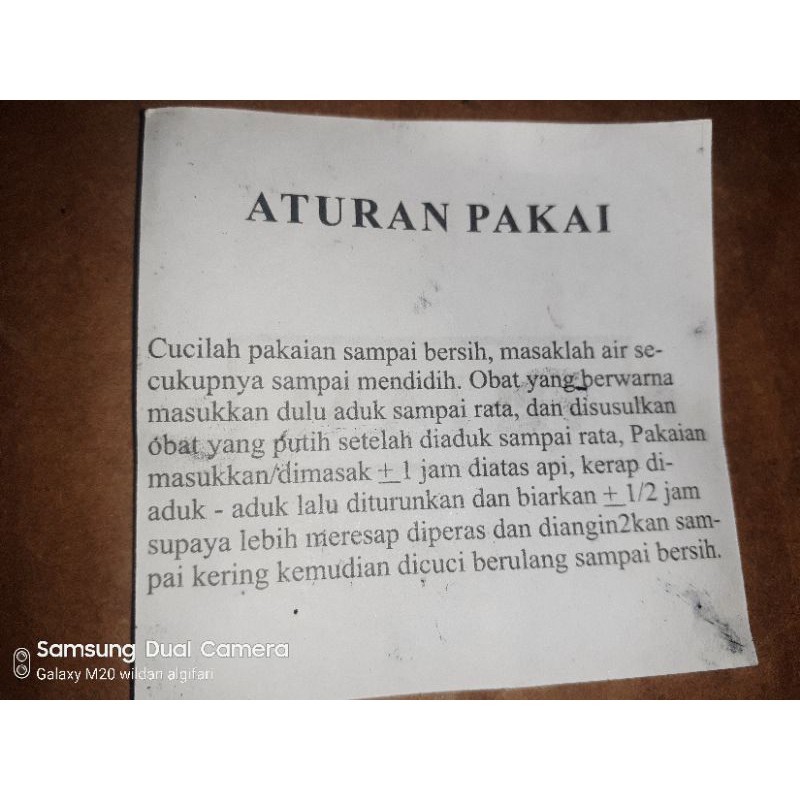 ATURAN PAKAI
Cucilah pakaian sampai bersih, masaklah air se-
cukupnya sampai mendidih. Obat yang berwarna
masukkan dulu aduk sampai rata, dan disusulkan
obat yang putih setelah diaduk sampai rata, Pakaian
masukkan/dimasak ± 1 jam diatas api, kerap di-
aduk - aduk lalu diturunkan dan biarkan ± 1/2 jam
supaya lebih meresap diperas dan diangin2kan sam-
pai kering kemudian dicuci berulang sampai bersih.
Samsung Dual Camera
Galaxy M20 wildan algifari